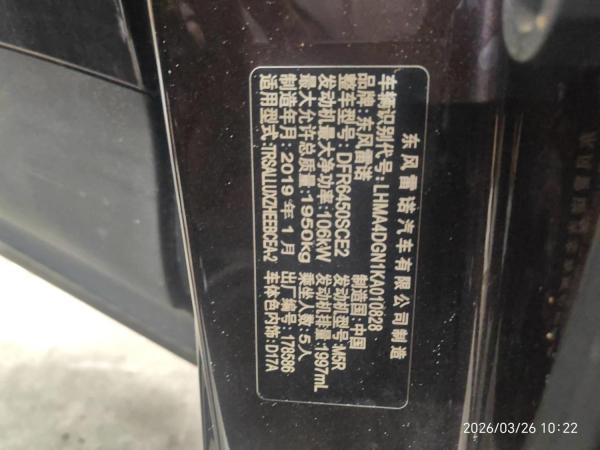 东风雷诺汽车有限公司制造
车辆识别代号:LHMA4DGN1KA010828
品牌:东风雷诺 制造国:中国
整车型号:DFR6450SCE2 发动机型号:M5R
发动机最大净功率:106kW 发动机排量:1997mL
最大允许总质量:1950kg 乘坐人数:5人
制造年月:2019年1月 出厂编号:178586
适用型式: 车体色内饰:D17A
2026/03/26 10:22